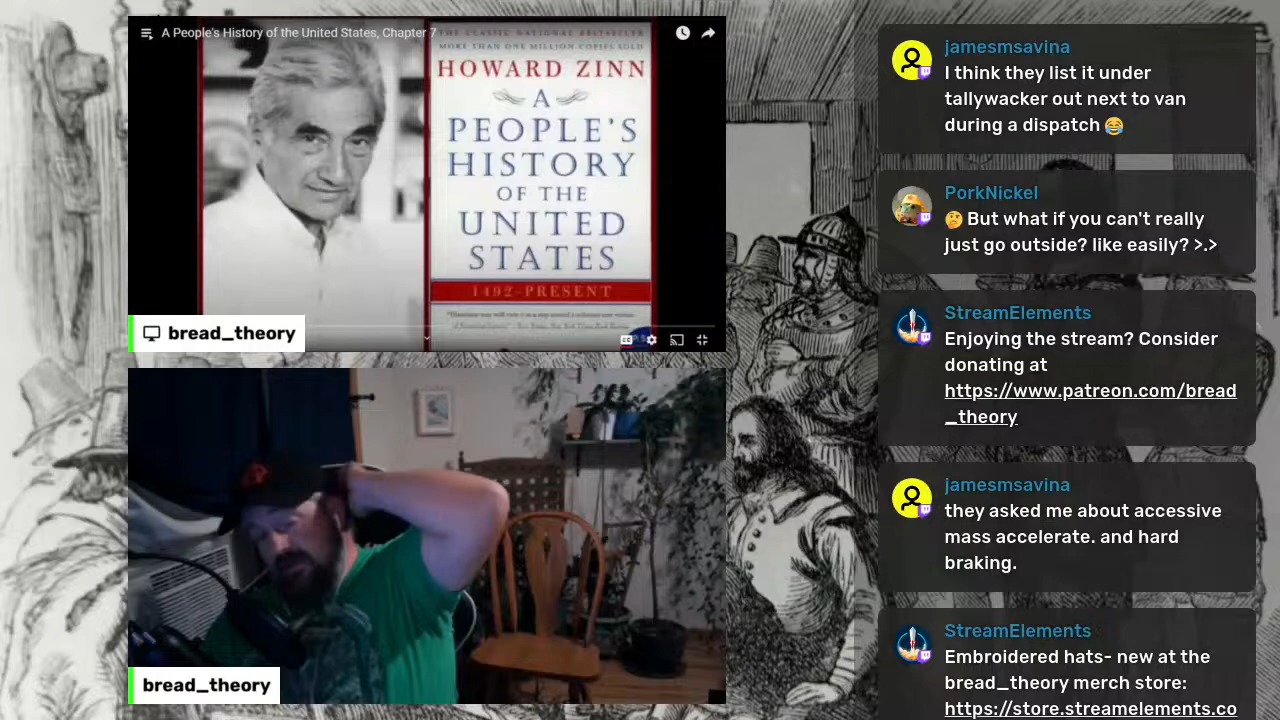 A People's History of the United States, Chapter 7
THE CLASSIC NATIONAL BESTSELLER
MORE THAN ONE MILLION COPIES SOLD
HOWARD ZINN
A
PEOPLE'S
HISTORY
OF THE
UNITED
STATES
1492–PRESENT
CC
bread_theory
bread_theory
jamesmsavina
I think they list it under
tallywacker out next to van
during a dispatch 😂
PorkNickel
🤔 But what if you can't really
just go outside? like easily? >.>
StreamElements
Enjoying the stream? Consider
donating at
https://www.patreon.com/bread
_theory
jamesmsavina
they asked me about accessive
mass accelerate. and hard
braking.
StreamElements
Embroidered hats- new at the
bread_theory merch store:
https://store.streamelements.co